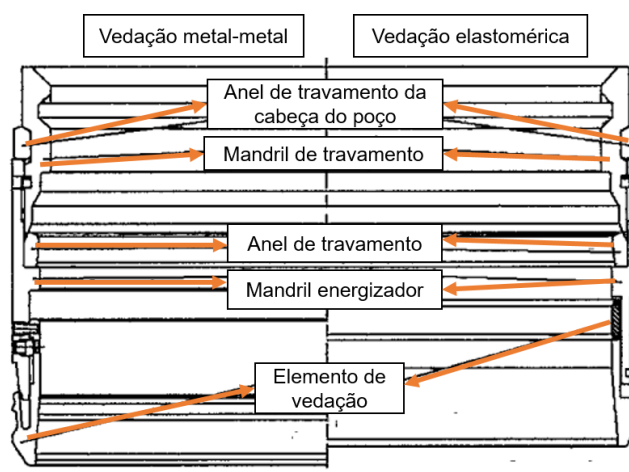 Vedação metal-metal
Vedação elastomérica
Anel de travamento da
cabeça do poço
Mandril de travamento
Anel de travamento
Mandril energizador
Elemento de
vedação